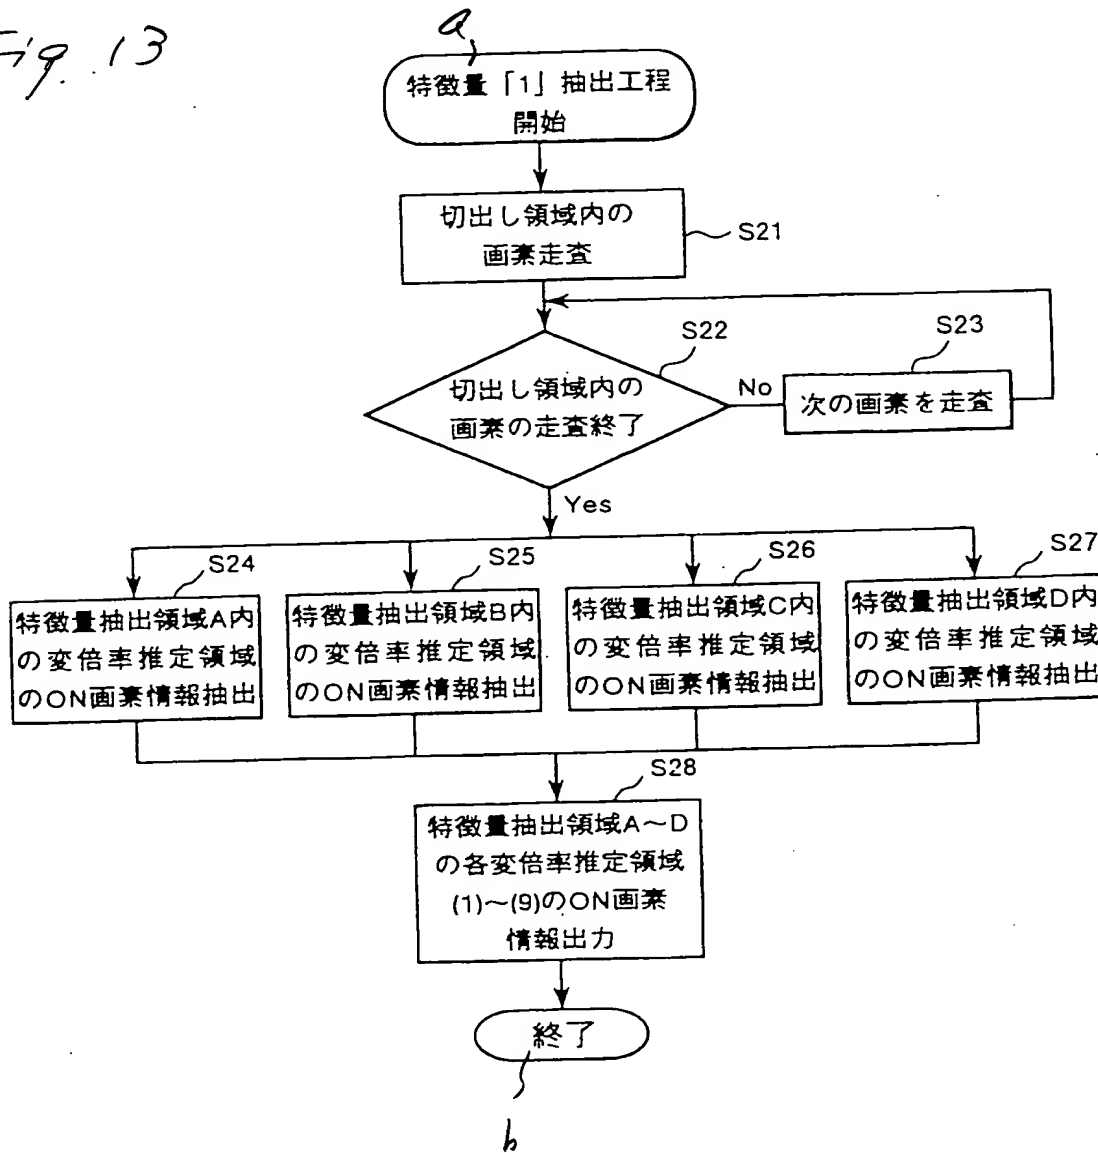 Fig. 13
a
特徴量「1」抽出工程
開始
切出し領域内の
画素走査
S21
S22
S23
切出し領域内の
画素の走査終了
No
次の画素を走査
Yes
S24
S25
S26
S27
特徴量抽出領域A内
の変倍率推定領域
のON画素情報抽出
特徴量抽出領域B内
の変倍率推定領域
のON画素情報抽出
特徴量抽出領域C内
の変倍率推定領域
のON画素情報抽出
特徴量抽出領域D内
の変倍率推定領域
のON画素情報抽出
S28
特徴量抽出領域A〜D
の各変倍率推定領域
(1)〜(9)のON画素
情報出力
終了
b